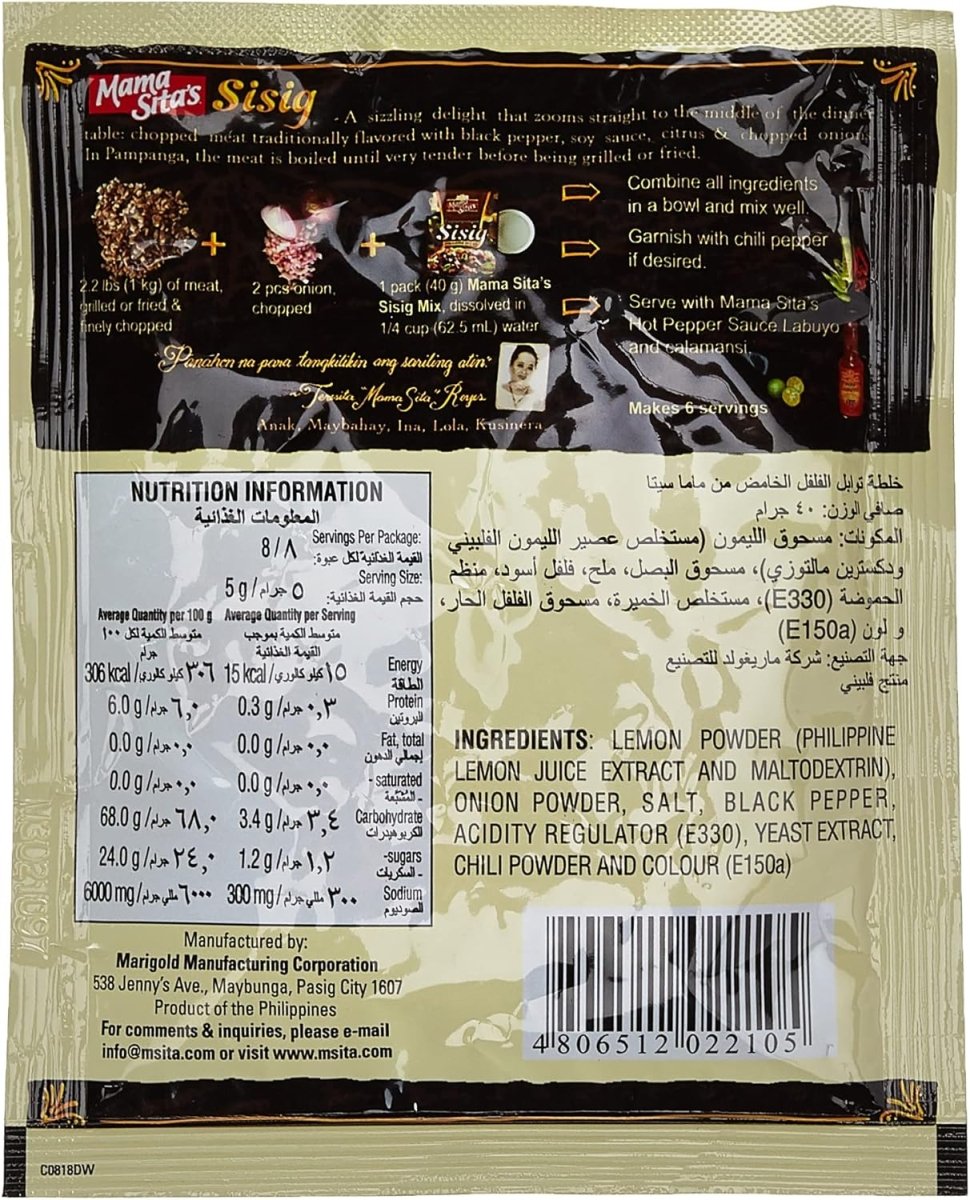 Mama Sita's Sisig
- A sizzling delight that zooms straight to the middle of the dinner
table: chopped meat traditionally flavored with black pepper, soy sauce, citrus & chopped onions
In Pampanga, the meat is boiled until very tender before being grilled or fried.
2.2 lbs (1 kg) of meat,
grilled or fried &
finely chopped
+
2 pcs onion,
chopped
+
Sisig
1 pack (40 g) Mama Sita's
Sisig Mix, dissolved in
1/4 cup (62.5 mL) water
Combine all ingredients
in a bowl and mix well.
Garnish with chili pepper
if desired.
Serve with Mama Sita's
Hot Pepper Sauce Labuyo
and calamansi
Makes 6 servings
"Panahon na para tangkilikin ang sariling atin."
~ Teresita "Mama Sita" Reyes
Anak, Maybahay, Ina, Lola, Kusinera
NUTRITION INFORMATION
المعلومات الغذائية
Servings Per Package:
8/٨ القيمة الغذائية لكل عبوة:
Serving Size:
5 g/٥ جرام حجم القيمة الغذائية:
Average Quantity per 100 g Average Quantity per Serving
متوسط الكمية لكل ١٠٠ جرام
متوسط الكمية بموجب القيمة الغذائية
306 kcal/٣٠٦ كيلو كالوري 15 kcal/١٥ كيلو كالوري Energy الطاقة
6.0 g/٦,٠ جرام 0.3 g/٠,٣ جرام Protein البروتين
0.0 g/٠,٠ جرام 0.0 g/٠,٠ جرام Fat, total إجمالي الدهون
0.0 g/٠,٠ جرام 0.0 g/٠,٠ جرام - saturated - المشبّعة
68.0 g/٦٨,٠ جرام 3.4 g/٣,٤ جرام Carbohydrate الكربوهيدرات
24.0 g/٢٤,٠ جرام 1.2 g/١,٢ جرام -sugars - السكريات
6000 mg/٦٠٠٠ مللي جرام 300 mg/٣٠٠ مللي جرام Sodium الصوديوم
Manufactured by:
Marigold Manufacturing Corporation
538 Jenny's Ave., Maybunga, Pasig City 1607
Product of the Philippines
For comments & inquiries, please e-mail
info@msita.com or visit www.msita.com
خلطة توابل الفلفل الحامض من ماما سيتا
صافي الوزن: ٤٠ جرام
المكونات: مسحوق الليمون (مستخلص عصير الليمون الفلبيني
ودكسترين مالتوزي)، مسحوق البصل، ملح، فلفل أسود، منظم
الحموضة (E330)، مستخلص الخميرة، مسحوق الفلفل الحار،
و لون (E150a)
جهة التصنيع: شركة ماريغولد للتصنيع
منتج فلبيني
INGREDIENTS: LEMON POWDER (PHILIPPINE
LEMON JUICE EXTRACT AND MALTODEXTRIN),
ONION POWDER, SALT, BLACK PEPPER,
ACIDITY REGULATOR (E330), YEAST EXTRACT,
CHILI POWDER AND COLOUR (E150a)
4 806512 022105
C0818DW